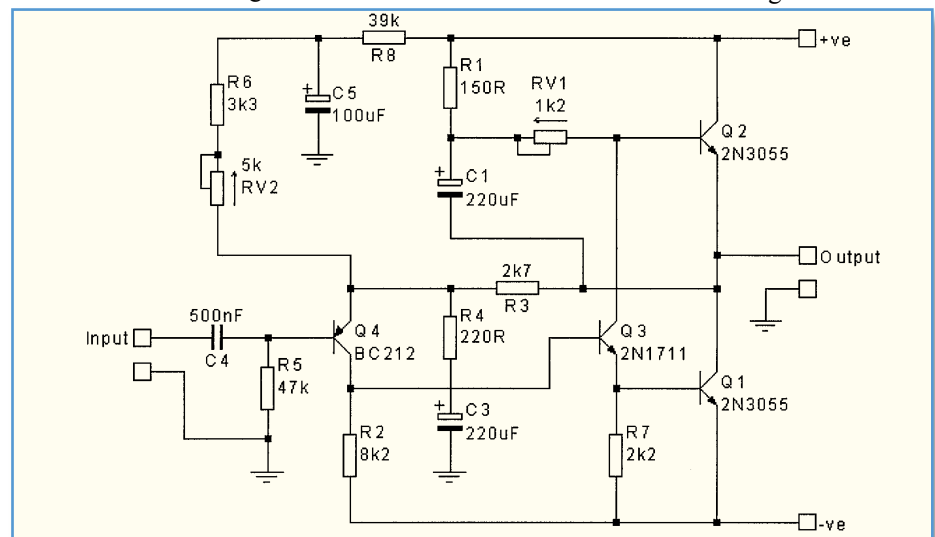 39k
R8
+ve
R6
3k3
+
C5
100uF
R1
150R
RV1
1k2
Q2
2N3055
5k
RV2
+
C1
220uF
Output
2k7
R3
500nF
C4
Input
Q4
BC212
R4
220R
Q3
2N1711
R5
47k
Q1
2N3055
+
C3
220uF
R2
8k2
R7
2k2
-ve